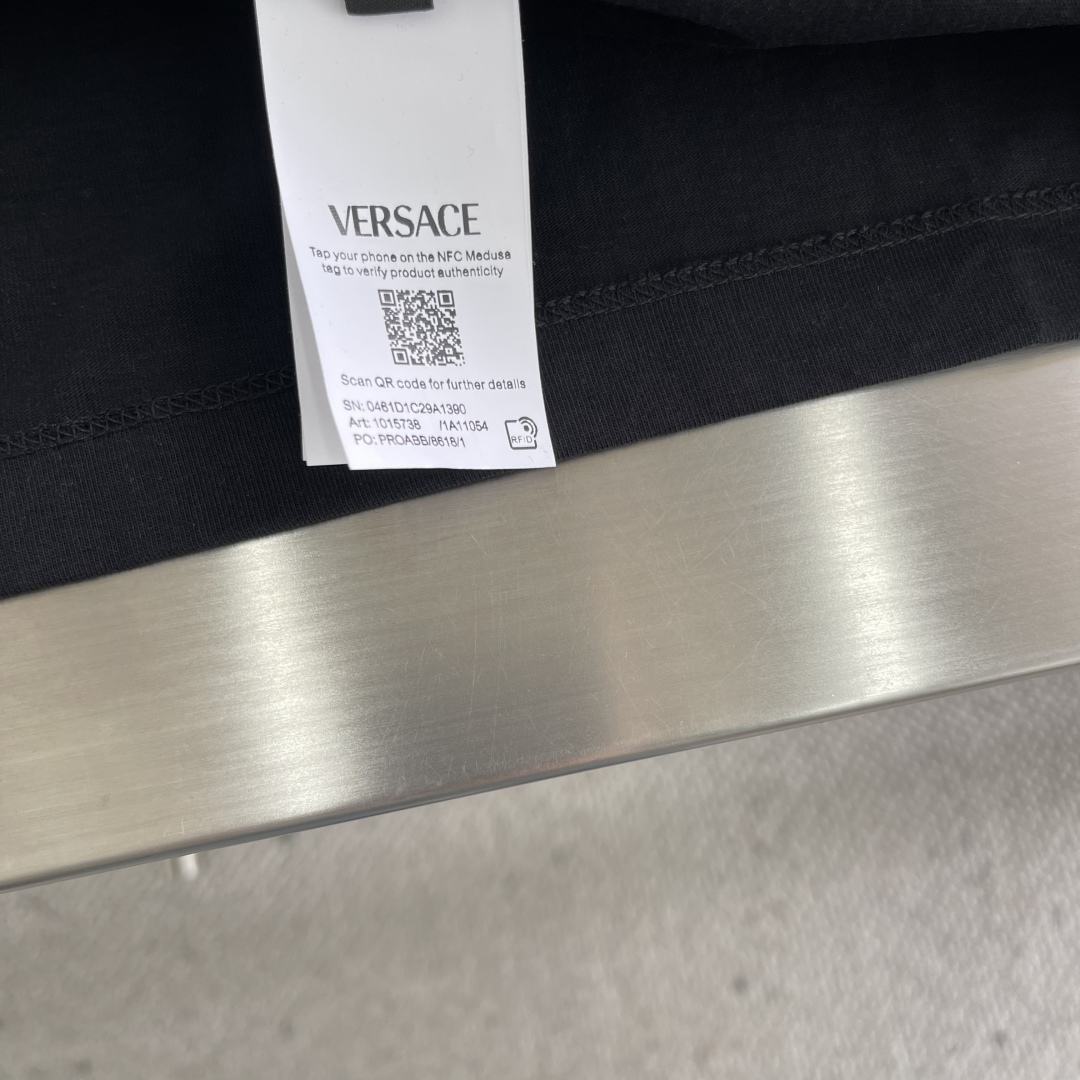 VERSACE
Tap your phone on the NFC Medusa
tag to verify product authenticity
Scan QR code for further details
SN: 0461D1C29A1390
Art: 1015738 /1A11054
PO: PROABB/8618/1
RFID